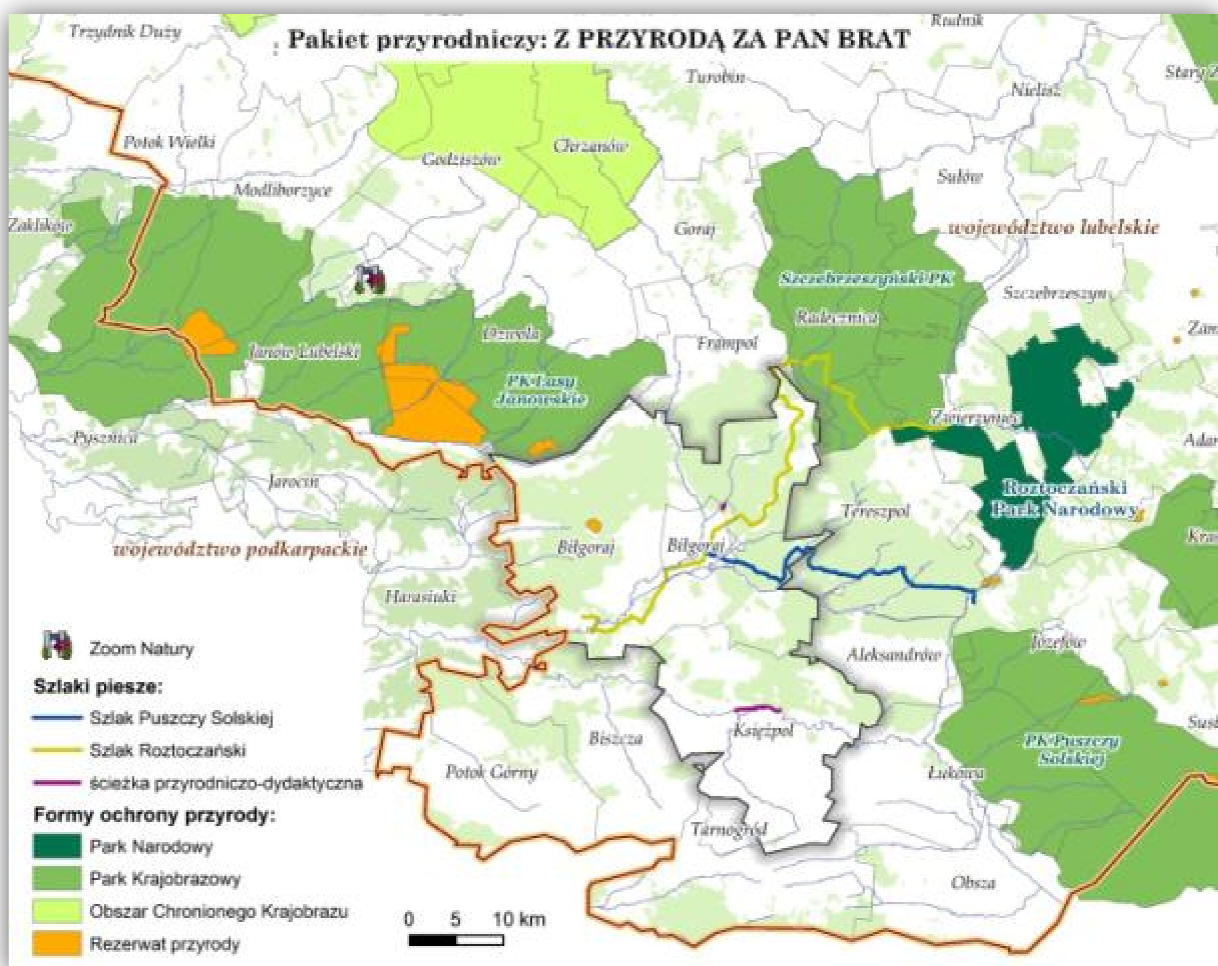 Trzydnik Duży
Rudnik
Pakiet przyrodniczy: Z PRZYRODĄ ZA PAN BRAT
Turobin
Stary Z
Nielisz
Potok Wielki
Chrzanów
Godziszów
Modliborzyce
Sułów
Zaklików
Goraj
województwo lubelskie
Szczebrzeszyński PK
Szczebrzeszyn
Radecznica
Dzwola
Zam
Frampol
Janów Lubelski
PK Lasy
Janowskie
Zwierzyniec
Pysznica
Adam
Jarocin
Roztoczański
Park Narodowy
Tereszpol
Kras
województwo podkarpackie
Biłgoraj
Biłgoraj
Harasiuki
Józefów
Aleksandrów
Zoom Natury
Szlaki piesze:
Szlak Puszczy Solskiej
Szlak Roztoczański
ścieżka przyrodniczo-dydaktyczna
Formy ochrony przyrody:
Park Narodowy
Park Krajobrazowy
Obszar Chronionego Krajobrazu
Rezerwat przyrody
Biszcza
Księżpol
Potok Górny
PK Puszczy
Solskiej
Łukowa
Tarnogród
Obsza
0 5 10 km